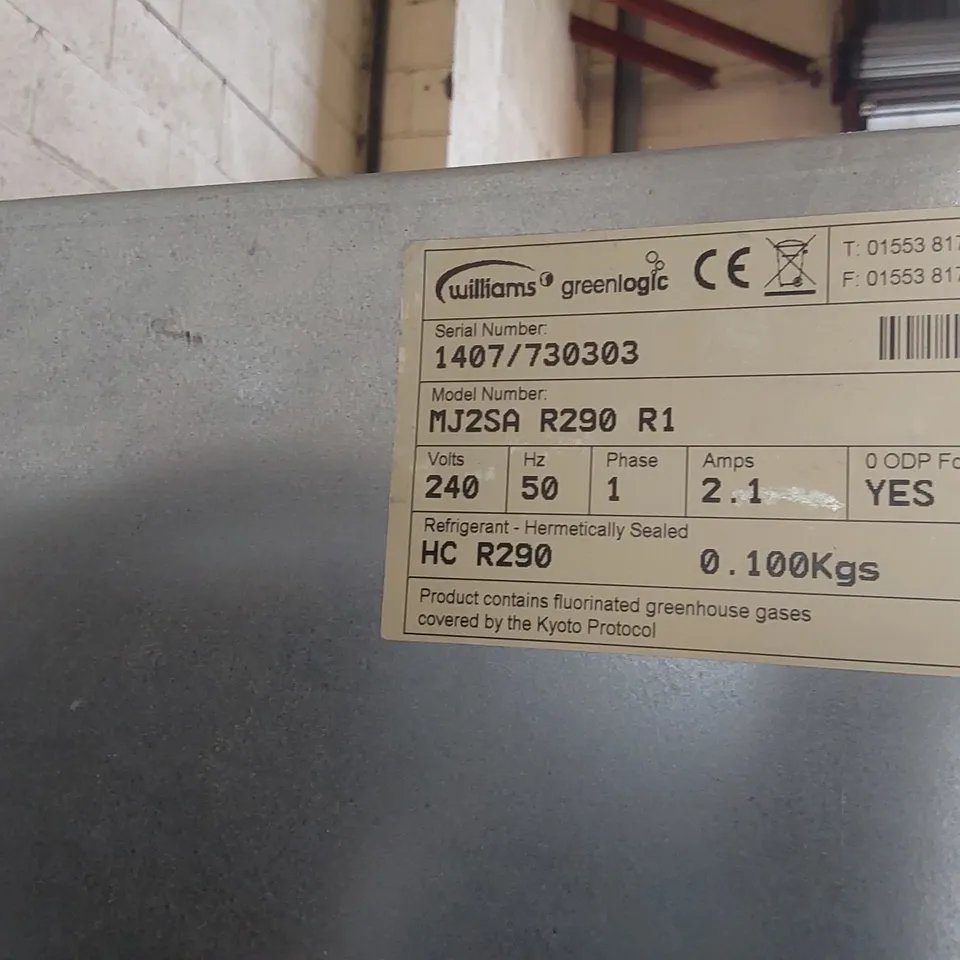 williams greenlogic CE
T: 01553 817
F: 01553 817
Serial Number:
1407/730303
Model Number:
MJ2SA R290 R1
Volts Hz Phase Amps 0 ODP Fo
240 50 1 2.1 YES
Refrigerant - Hermetically Sealed
HC R290 0.100Kgs
Product contains fluorinated greenhouse gases
covered by the Kyoto Protocol